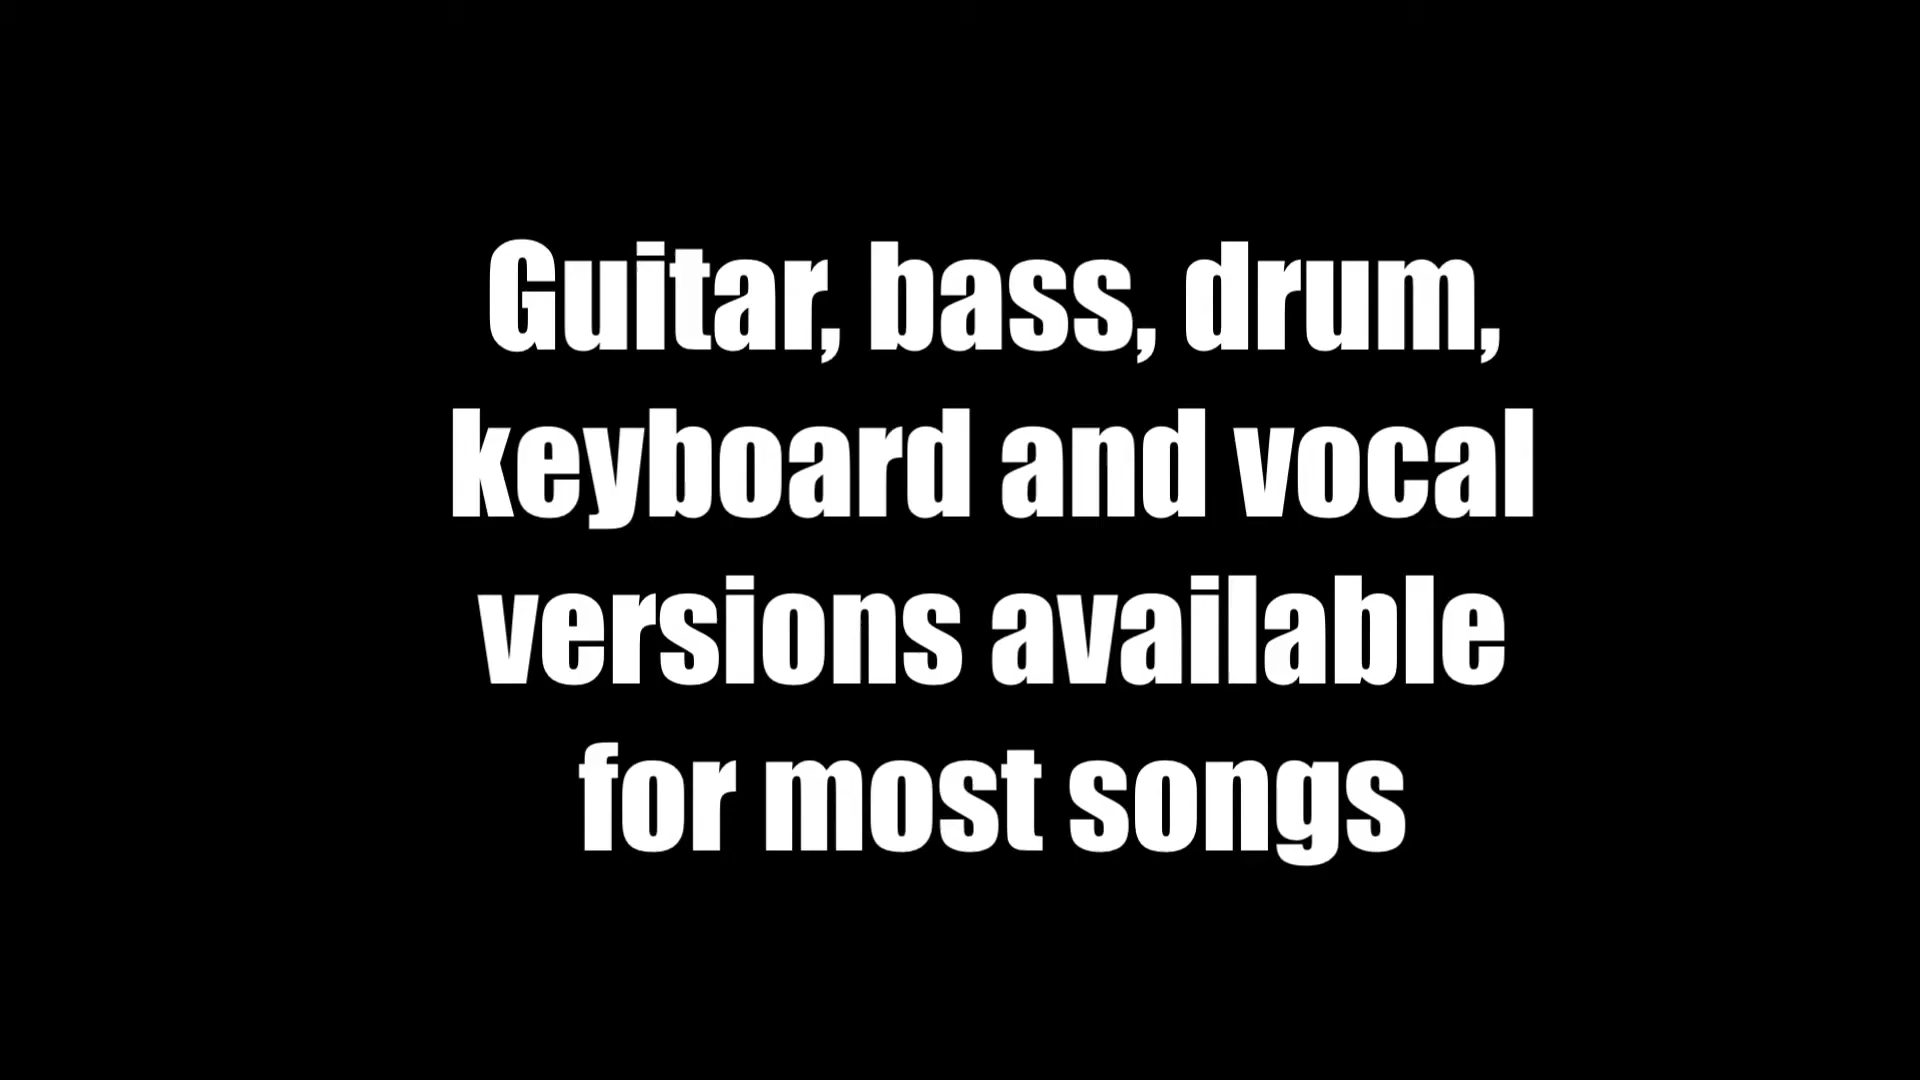 Guitar, bass, drum,
keyboard and vocal
versions available
for most songs